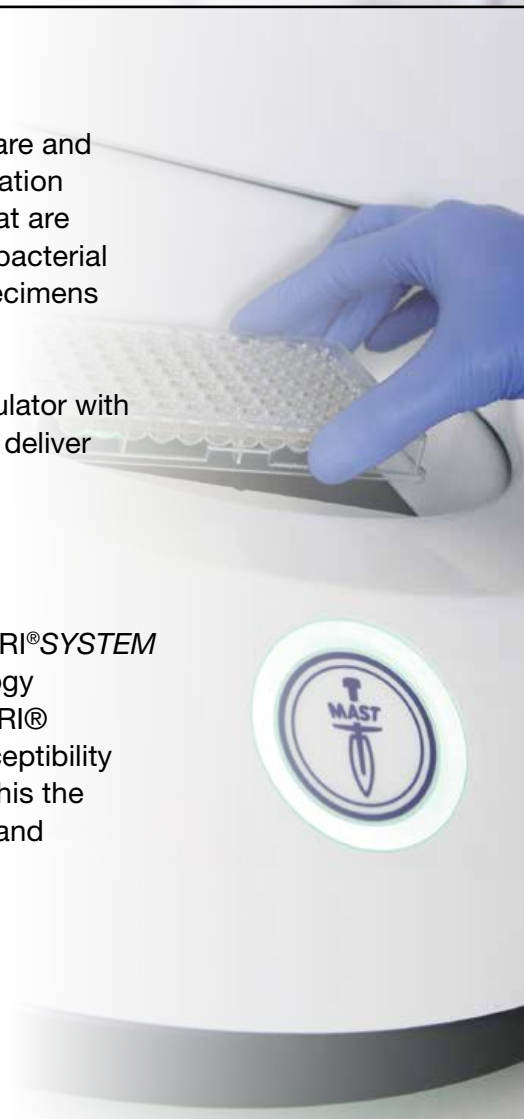 are and
ation
at are
bacterial
ecimens
ulator with
deliver
RI®SYSTEM
ogy
RI®
ceptibility
his the
and
MAST